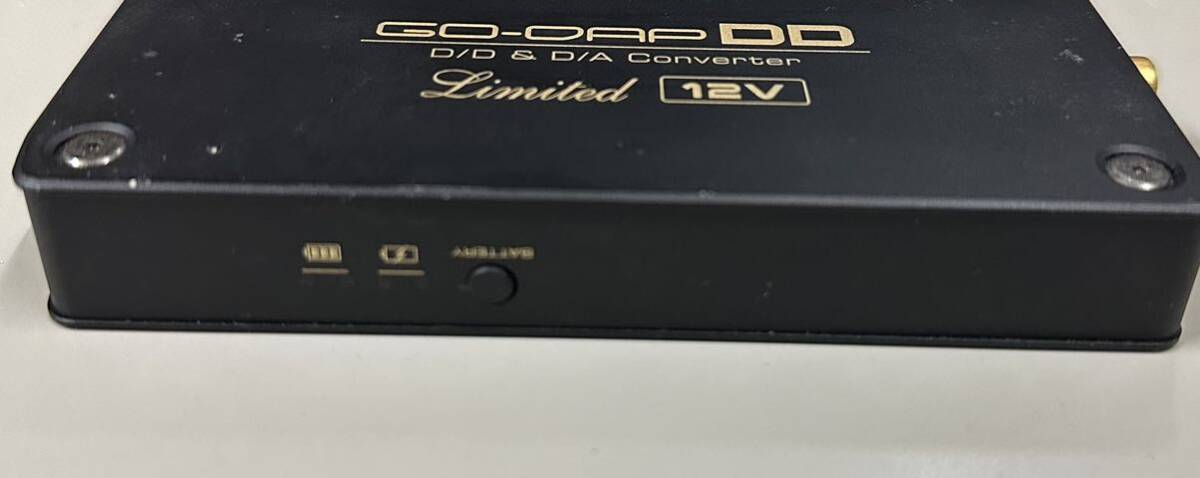 GO-DAP DD
D/D & D/A Converter
Limited 12V
BATTERY